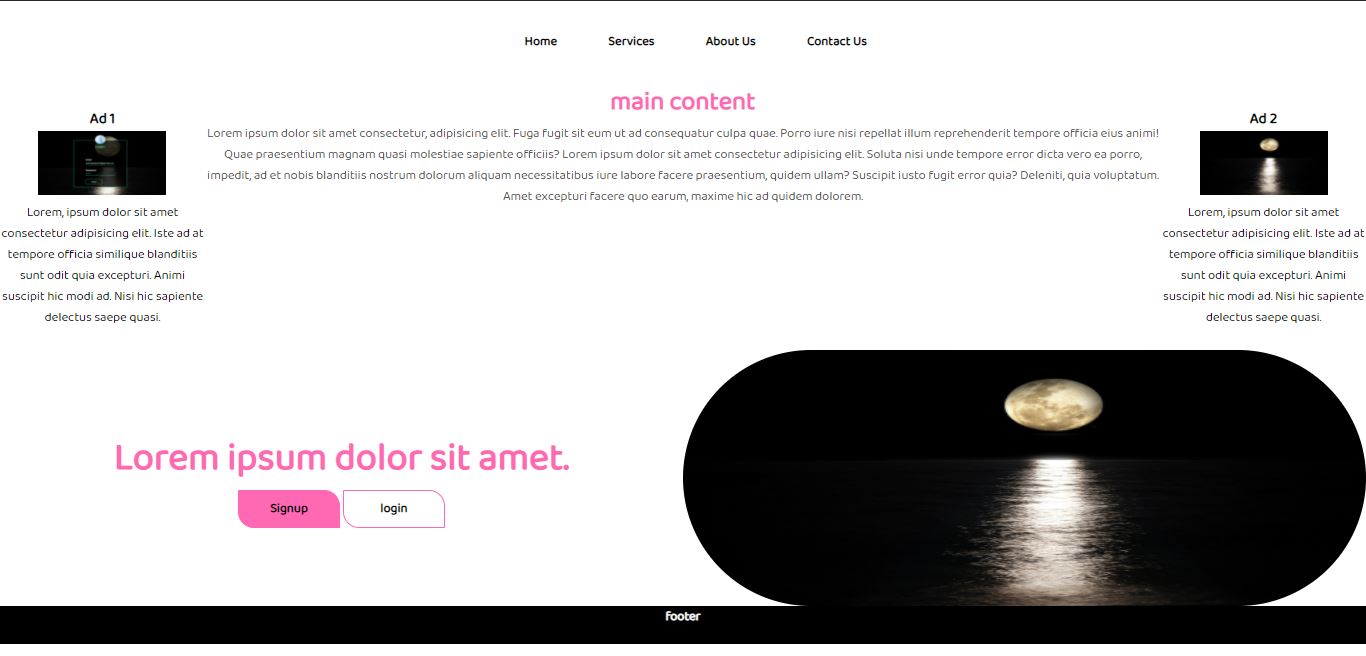 Home
Services
About Us
Contact Us
main content
Ad 1
Lorem, ipsum dolor sit amet
consectetur adipisicing elit. Iste ad at
tempore officia similique blanditiis
sunt odit quia excepturi. Animi
suscipit hic modi ad. Nisi hic sapiente
delectus saepe quasi.
Lorem ipsum dolor sit amet consectetur, adipisicing elit. Fuga fugit sit eum ut ad consequatur culpa quae. Porro iure nisi repellat illum reprehenderit tempore officia eius animi!
Quae praesentium magnam quasi molestiae sapiente officiis? Lorem ipsum dolor sit amet consectetur adipisicing elit. Soluta nisi unde tempore error dicta vero ea porro,
impedit, ad et nobis blanditiis nostrum dolorum aliquam necessitatibus iure labore facere praesentium, quidem ullam? Suscipit iusto fugit error quia? Deleniti, quia voluptatum.
Amet excepturi facere quo earum, maxime hic ad quidem dolorem.
Ad 2
Lorem, ipsum dolor sit amet
consectetur adipisicing elit. Iste ad at
tempore officia similique blanditiis
sunt odit quia excepturi. Animi
suscipit hic modi ad. Nisi hic sapiente
delectus saepe quasi.
Lorem ipsum dolor sit amet.
Signup
login
footer